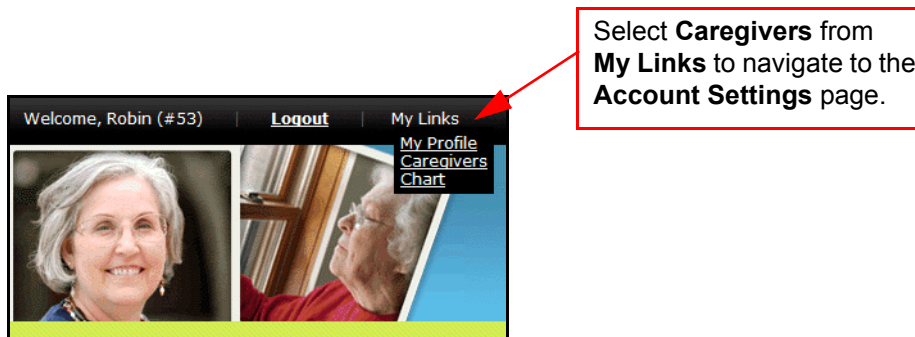 Select Caregivers from
My Links to navigate to the
Account Settings page.
Welcome, Robin (#53) | Logout | My Links
My Profile
Caregivers
Chart